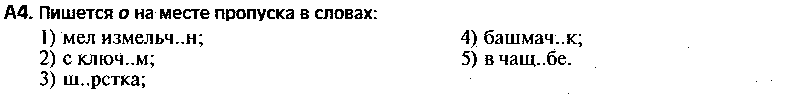 А4. Пишется о на месте пропуска в словах:
1) мел измельч..н;
2) с ключ..м;
3) ш..рстка;
4) башмач..к;
5) в чащ..бе.